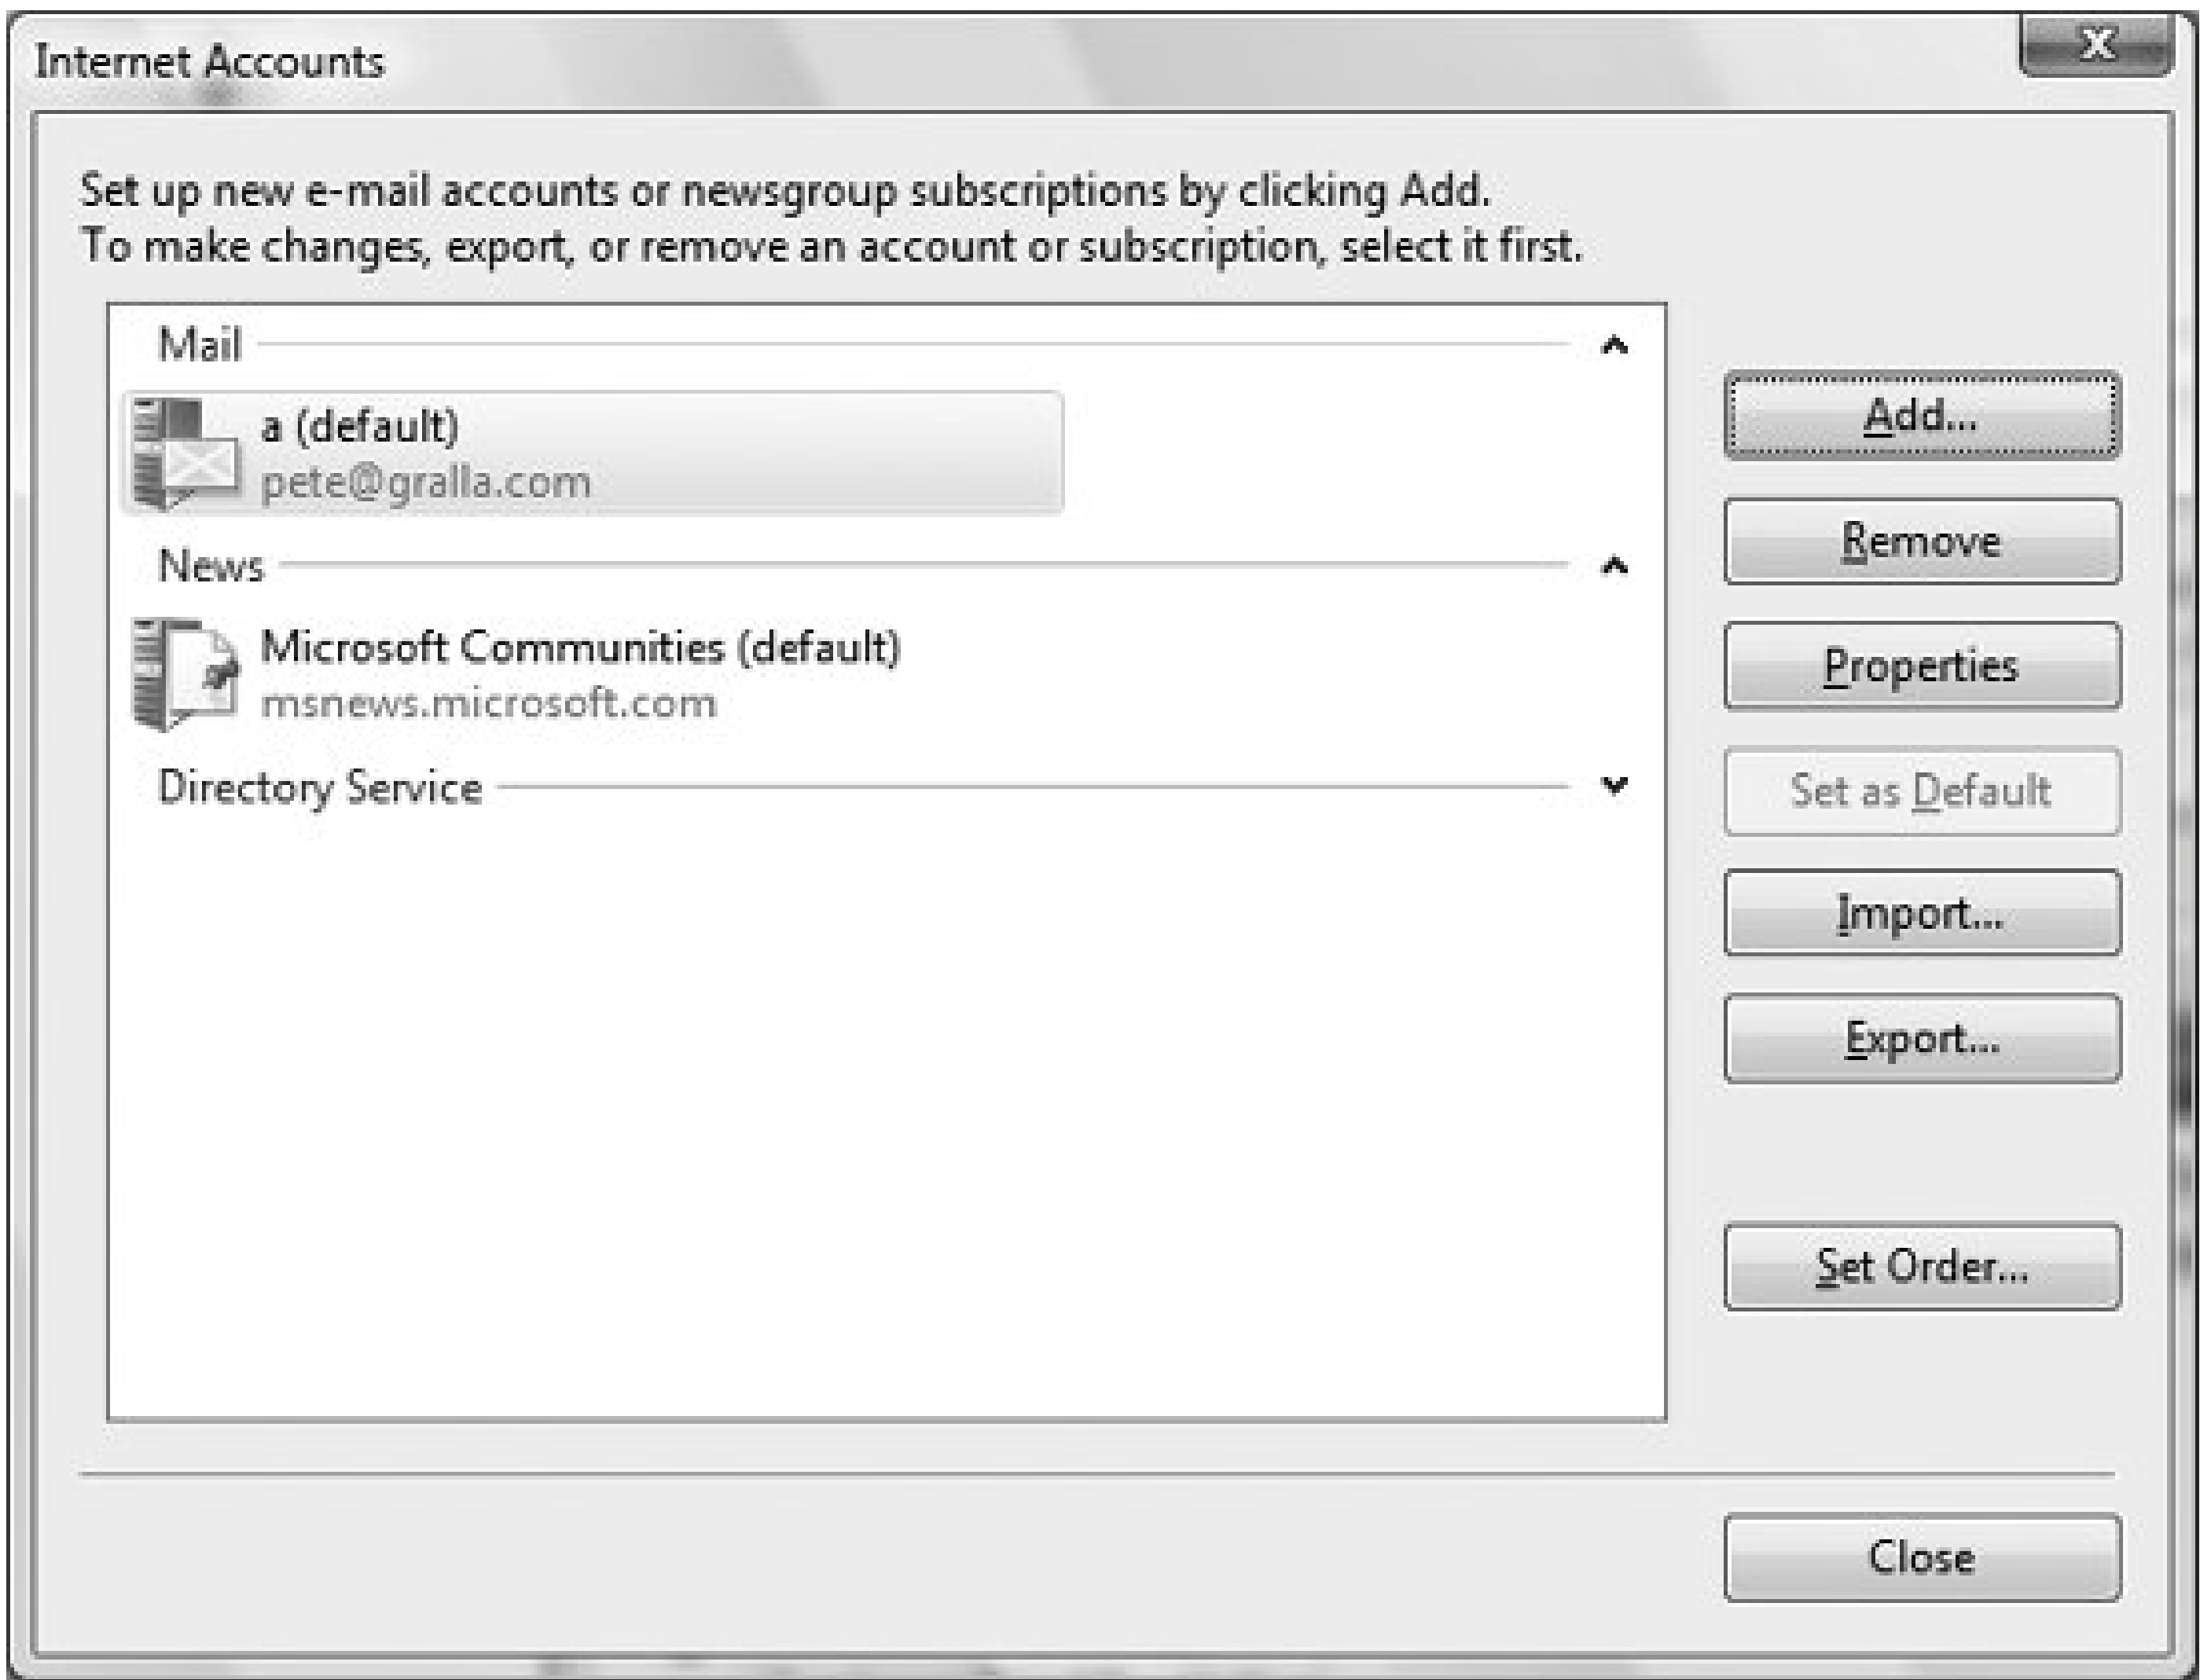 Internet Accounts
Set up new e-mail accounts or newsgroup subscriptions by clicking Add.
To make changes, export, or remove an account or subscription, select it first.
Mail
a (default)
pete@gralla.com
News
Microsoft Communities (default)
msnews.microsoft.com
Directory Service
Add...
Remove
Properties
Set as Default
Import...
Export...
Set Order...
Close